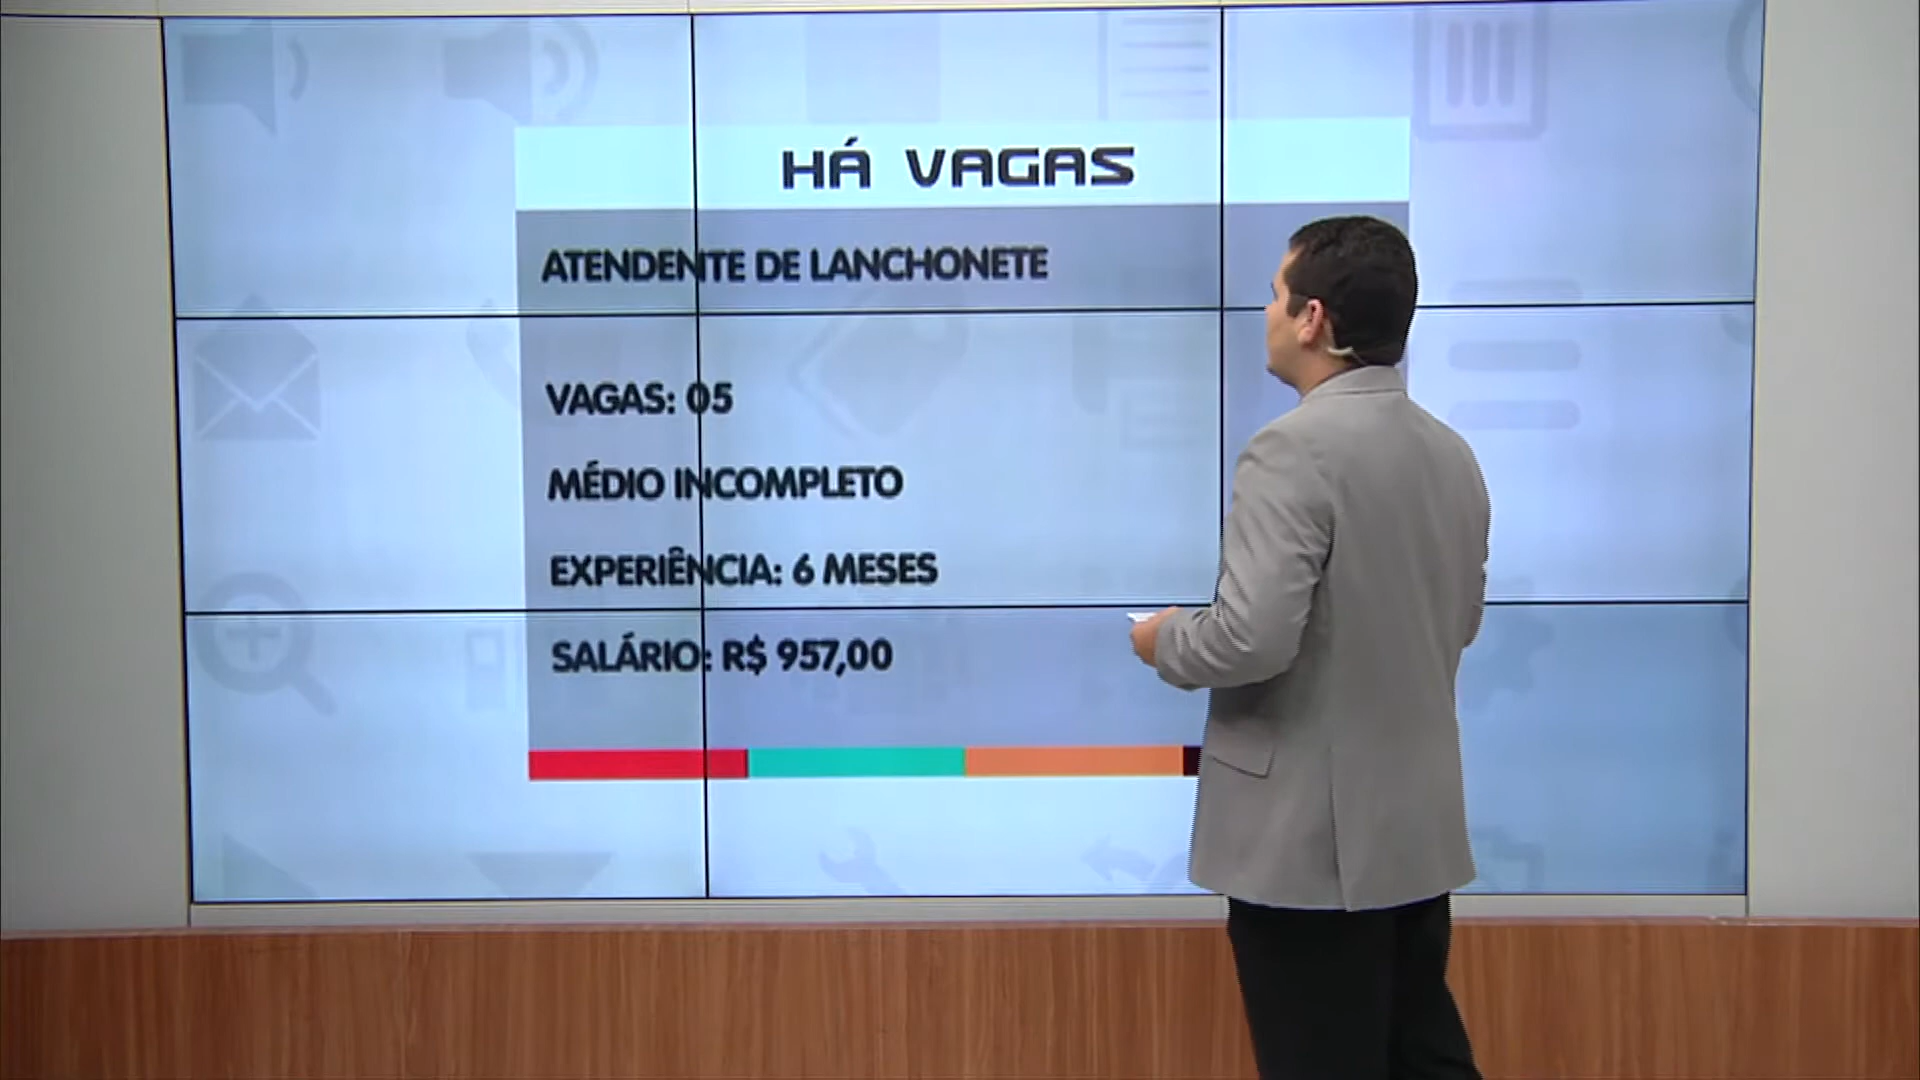 HÁ VAGAS
ATENDENTE DE LANCHONETE
VAGAS: 05
MÉDIO INCOMPLETO
EXPERIÊNCIA: 6 MESES
SALÁRIO: R$ 957,00